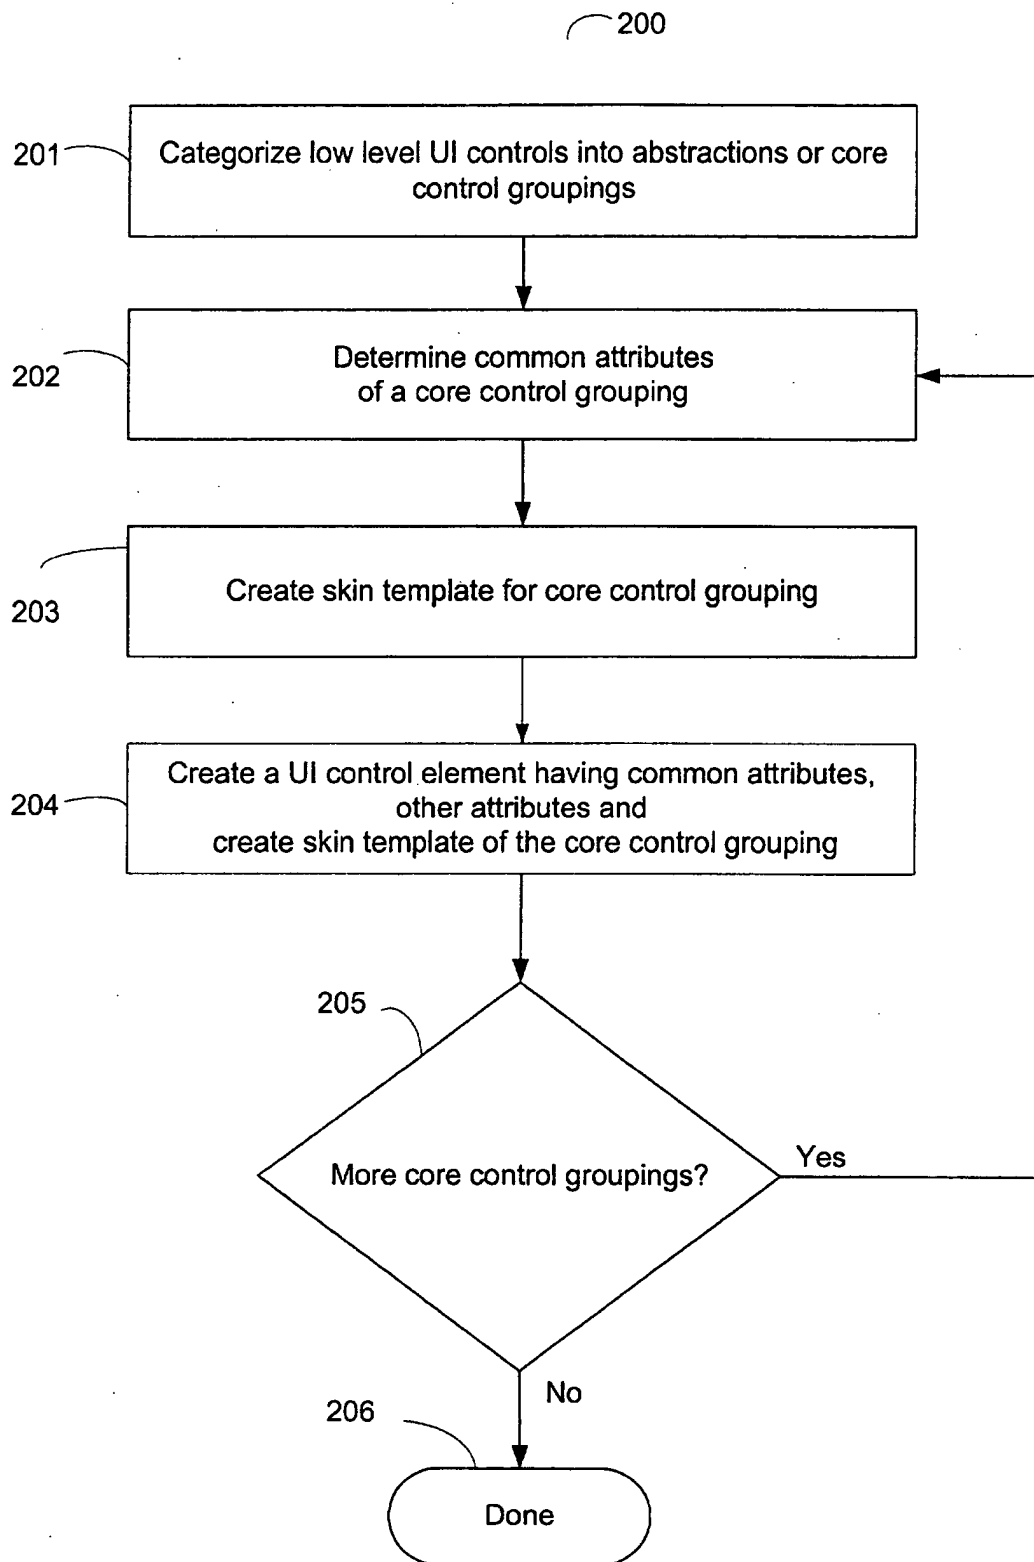 200
201
Categorize low level UI controls into abstractions or core
control groupings
202
Determine common attributes
of a core control grouping
203
Create skin template for core control grouping
204
Create a UI control element having common attributes,
other attributes and
create skin template of the core control grouping
205
More core control groupings?
Yes
No
206
Done